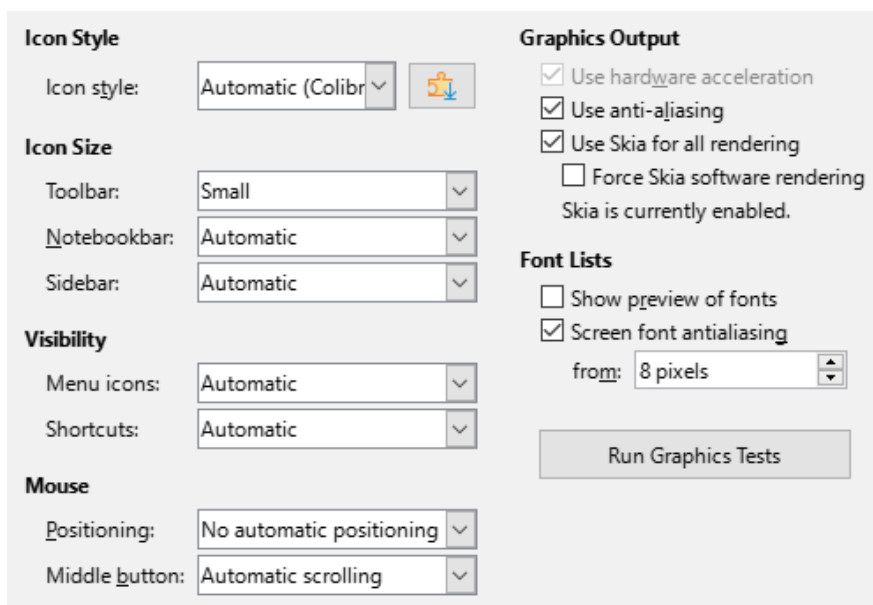 Icon Style
Icon style: Automatic (Colibr
Icon Size
Toolbar: Small
Notebookbar: Automatic
Sidebar: Automatic
Visibility
Menu icons: Automatic
Shortcuts: Automatic
Mouse
Positioning: No automatic positioning
Middle button: Automatic scrolling
Graphics Output
Use hardware acceleration
Use anti-aliasing
Use Skia for all rendering
Force Skia software rendering
Skia is currently enabled.
Font Lists
Show preview of fonts
Screen font antialiasing
from: 8 pixels
Run Graphics Tests